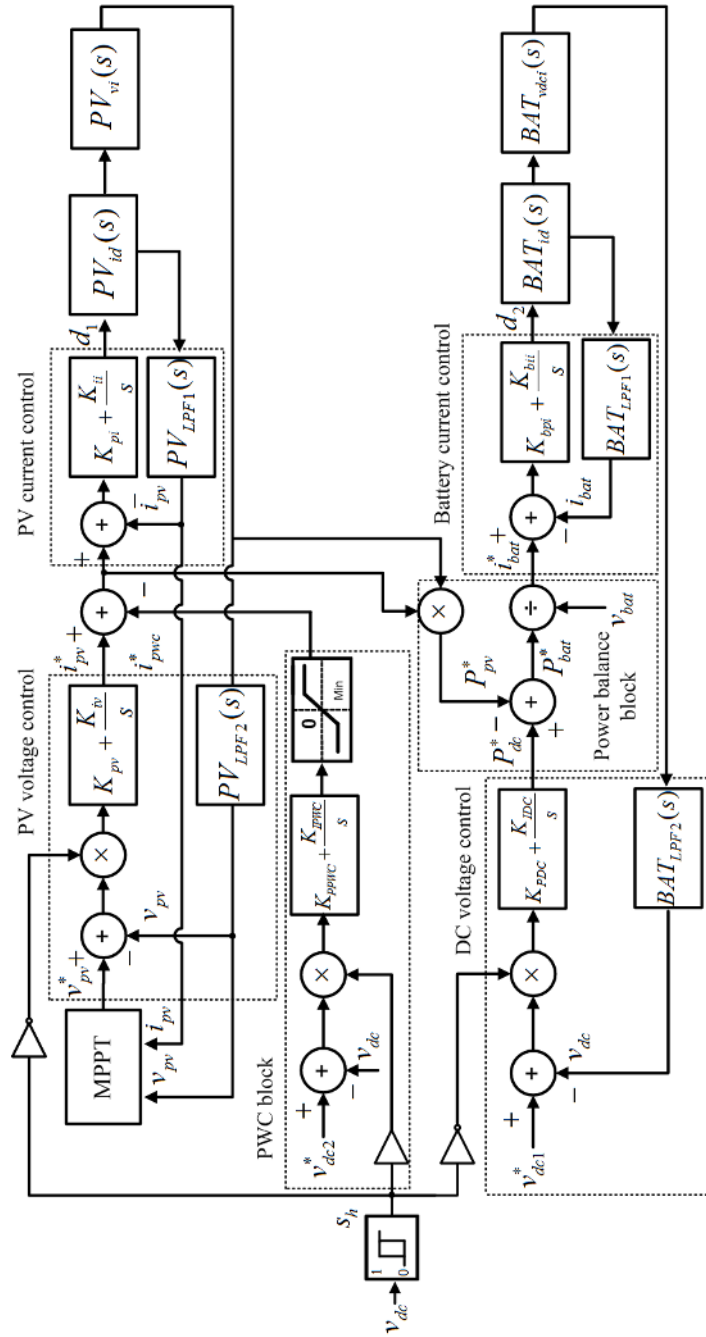 v_dc
1
0
s_h
MPPT
v_pv
i_pv
PV voltage control
v*_pv
+
+
−
v_pv
×
K_pv + K_iv/s
PV_LPF2(s)
i*_pv
+
+
−
i*_pwc
PV current control
+
+
−
i_pv
K_pi + K_ii/s
PV_LPF1(s)
d_1
PV_id(s)
PV_vi(s)
PWC block
v*_dc2
+
+
−
v_dc
×
K_PPWC + K_IPWC/s
0
Min
×
P*_pv
DC voltage control
v*_dc1
+
+
−
v_dc
×
K_PDC + K_IDC/s
BAT_LPF2(s)
P*_dc
−
+
+
P*_bat
÷
v_bat
Power balance
block
Battery current control
i*_bat
+
+
−
i_bat
K_bpi + K_bii/s
BAT_LPF1(s)
d_2
BAT_id(s)
BAT_vdci(s)